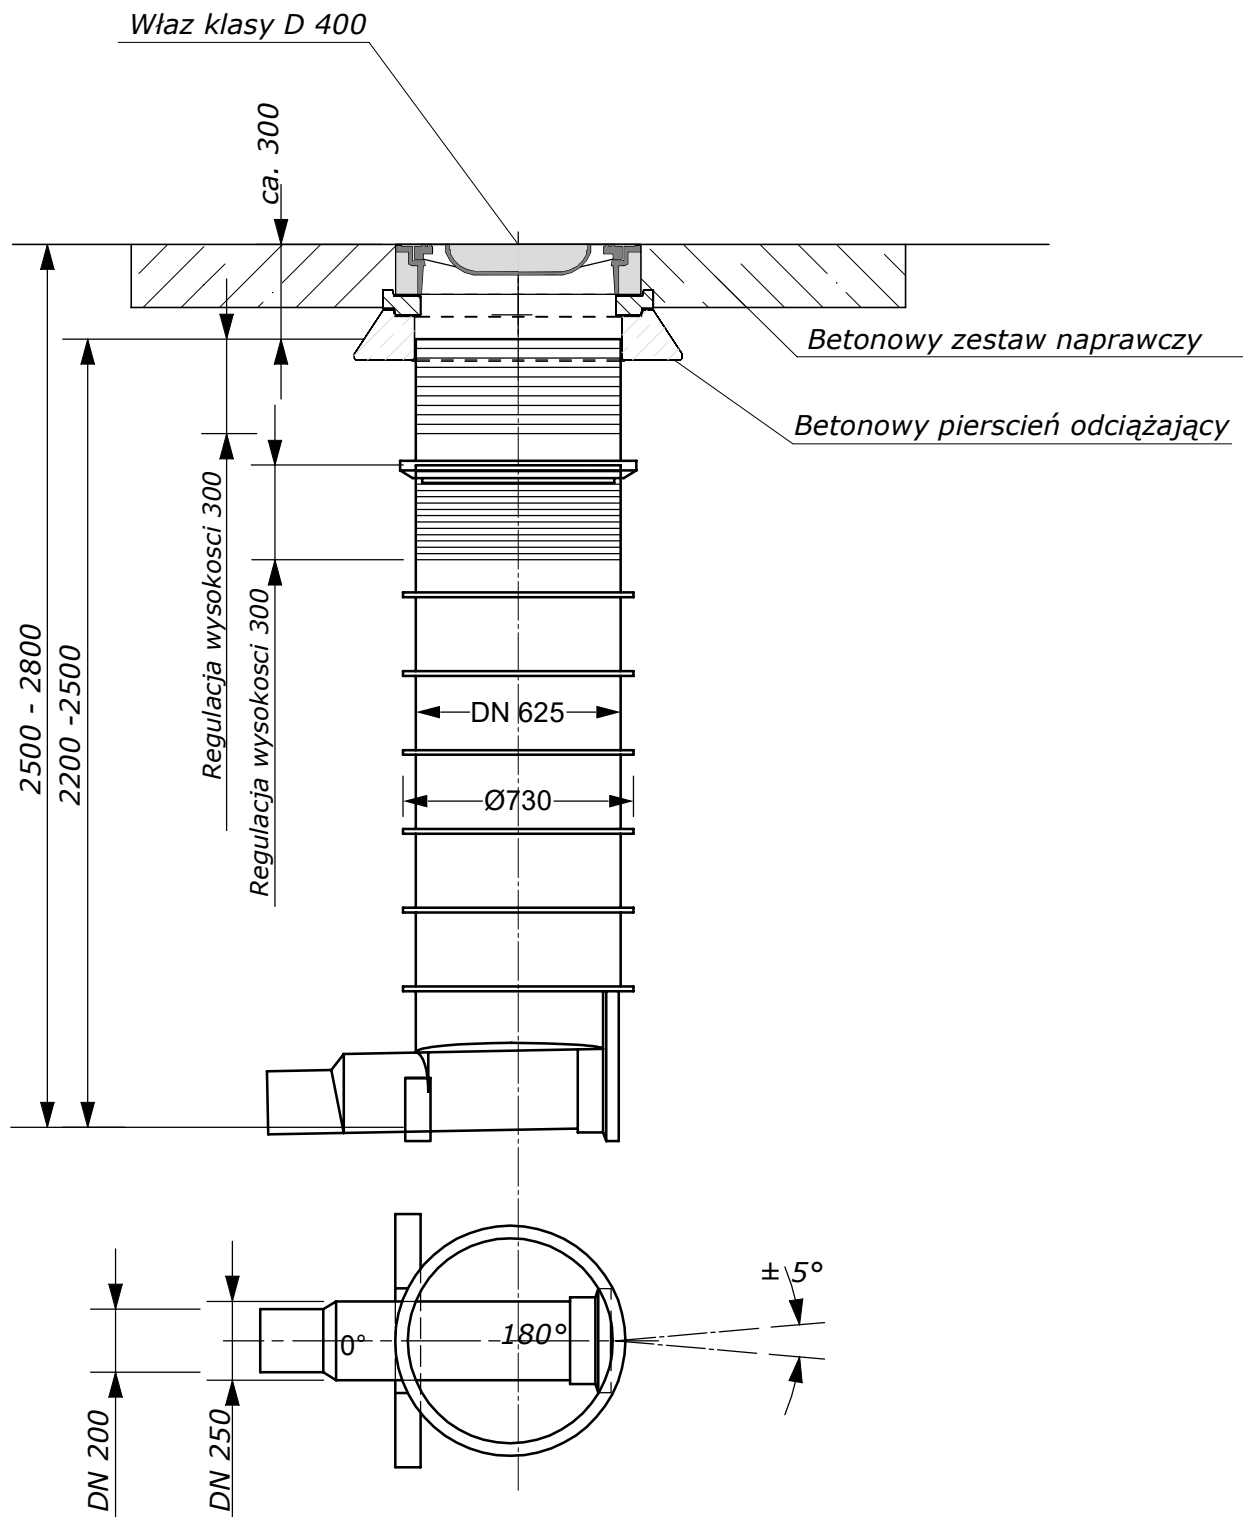 Właz klasy D 400
ca. 300
Betonowy zestaw naprawczy
Betonowy pierscień odciążający
Regulacja wysokosci 300
Regulacja wysokosci 300
2500 - 2800
2200 -2500
DN 625
Ø730
± 5°
180°
0°
DN 200
DN 250